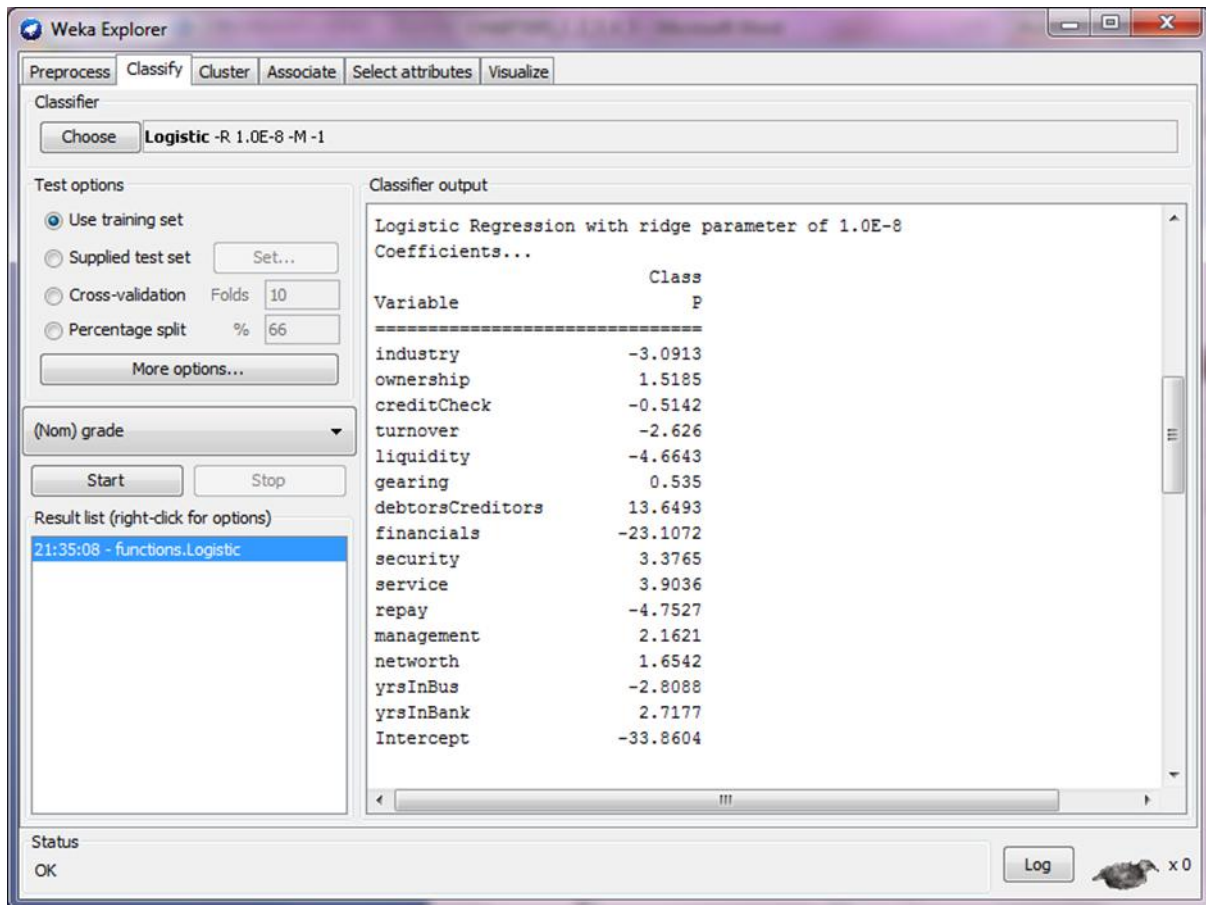 Weka Explorer
Preprocess Classify Cluster Associate Select attributes Visualize
Classifier
Choose Logistic -R 1.0E-8 -M -1
Test options
Use training set
Supplied test set Set...
Cross-validation Folds 10
Percentage split % 66
More options...
(Nom) grade
Start Stop
Result list (right-click for options)
21:35:08 - functions.Logistic
Classifier output
Logistic Regression with ridge parameter of 1.0E-8
Coefficients...
Class
Variable P
=================================
industry -3.0913
ownership 1.5185
creditCheck -0.5142
turnover -2.626
liquidity -4.6643
gearing 0.535
debtorsCreditors 13.6493
financials -23.1072
security 3.3765
service 3.9036
repay -4.7527
management 2.1621
networth 1.6542
yrsInBus -2.8088
yrsInBank 2.7177
Intercept -33.8604
Status
OK
Log x 0